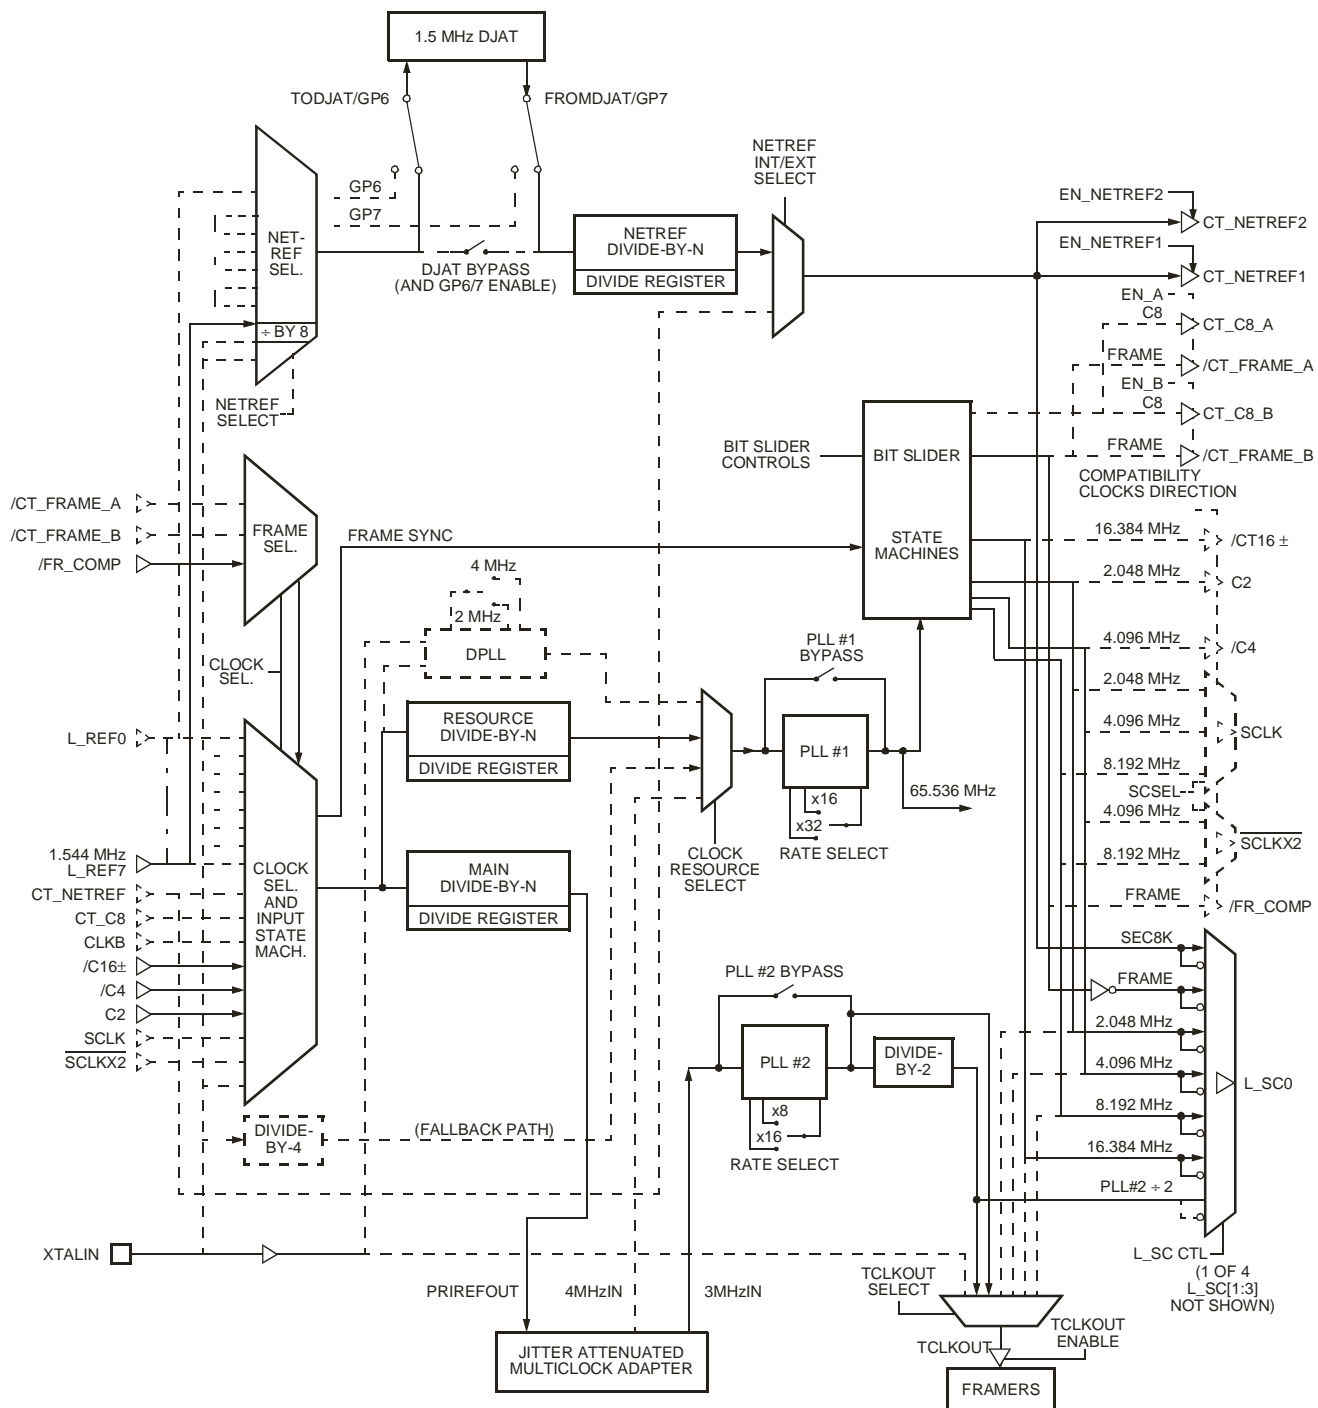 1.5 MHz DJAT
TODJAT/GP6
FROMDJAT/GP7
NETREF
INT/EXT
SELECT
GP6
GP7
NET-
REF
SEL.
÷ BY 8
NETREF
SELECT
DJAT BYPASS
(AND GP6/7 ENABLE)
NETREF
DIVIDE-BY-N
DIVIDE REGISTER
EN_NETREF2
CT_NETREF2
EN_NETREF1
CT_NETREF1
EN_A
C8
CT_C8_A
FRAME
/CT_FRAME_A
EN_B
C8
CT_C8_B
FRAME
/CT_FRAME_B
COMPATIBILITY
CLOCKS DIRECTION
BIT SLIDER
CONTROLS
BIT SLIDER
STATE
MACHINES
/CT_FRAME_A
/CT_FRAME_B
/FR_COMP
FRAME
SEL.
FRAME SYNC
4 MHz
2 MHz
DPLL
CLOCK
SEL.
16.384 MHz
/CT16 ±
2.048 MHz
C2
4.096 MHz
/C4
2.048 MHz
4.096 MHz
SCLK
8.192 MHz
SCSEL
4.096 MHz
SCLKX2
8.192 MHz
FRAME
/FR_COMP
PLL #1
BYPASS
PLL #1
x16
x32
RATE SELECT
65.536 MHz
RESOURCE
DIVIDE-BY-N
DIVIDE REGISTER
CLOCK
RESOURCE
SELECT
MAIN
DIVIDE-BY-N
DIVIDE REGISTER
L_REF0
1.544 MHz
L_REF7
CT_NETREF
CT_C8
CLKB
/C16±
/C4
C2
SCLK
SCLKX2
CLOCK
SEL.
AND
INPUT
STATE
MACH.
DIVIDE-
BY-4
(FALLBACK PATH)
PLL #2 BYPASS
PLL #2
x8
x16
RATE SELECT
DIVIDE-
BY-2
SEC8K
FRAME
2.048 MHz
4.096 MHz
8.192 MHz
16.384 MHz
PLL#2 ÷ 2
L_SC0
L_SC CTL
(1 OF 4
L_SC[1:3]
NOT SHOWN)
XTALIN
PRIREFOUT
4MHzIN
3MHzIN
JITTER ATTENUATED
MULTICLOCK ADAPTER
TCLKOUT
SELECT
TCLKOUT
TCLKOUT
ENABLE
FRAMERS